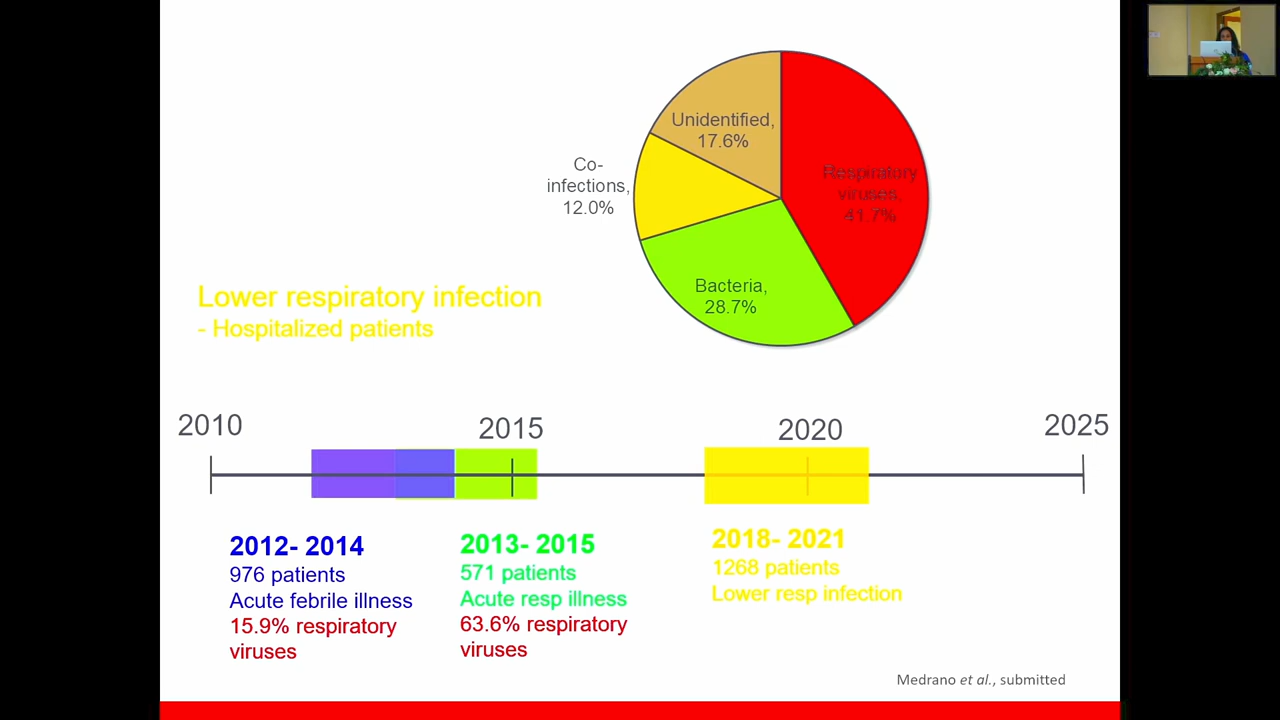 Unidentified,
17.6%
Co-
infections,
12.0%
Respiratory
viruses,
41.7%
Bacteria,
28.7%
Lower respiratory infection
- Hospitalized patients
2010
2015
2020
2025
2012- 2014
976 patients
Acute febrile illness
15.9% respiratory
viruses
2013- 2015
571 patients
Acute resp illness
63.6% respiratory
viruses
2018- 2021
1268 patients
Lower resp infection
Medrano et al., submitted